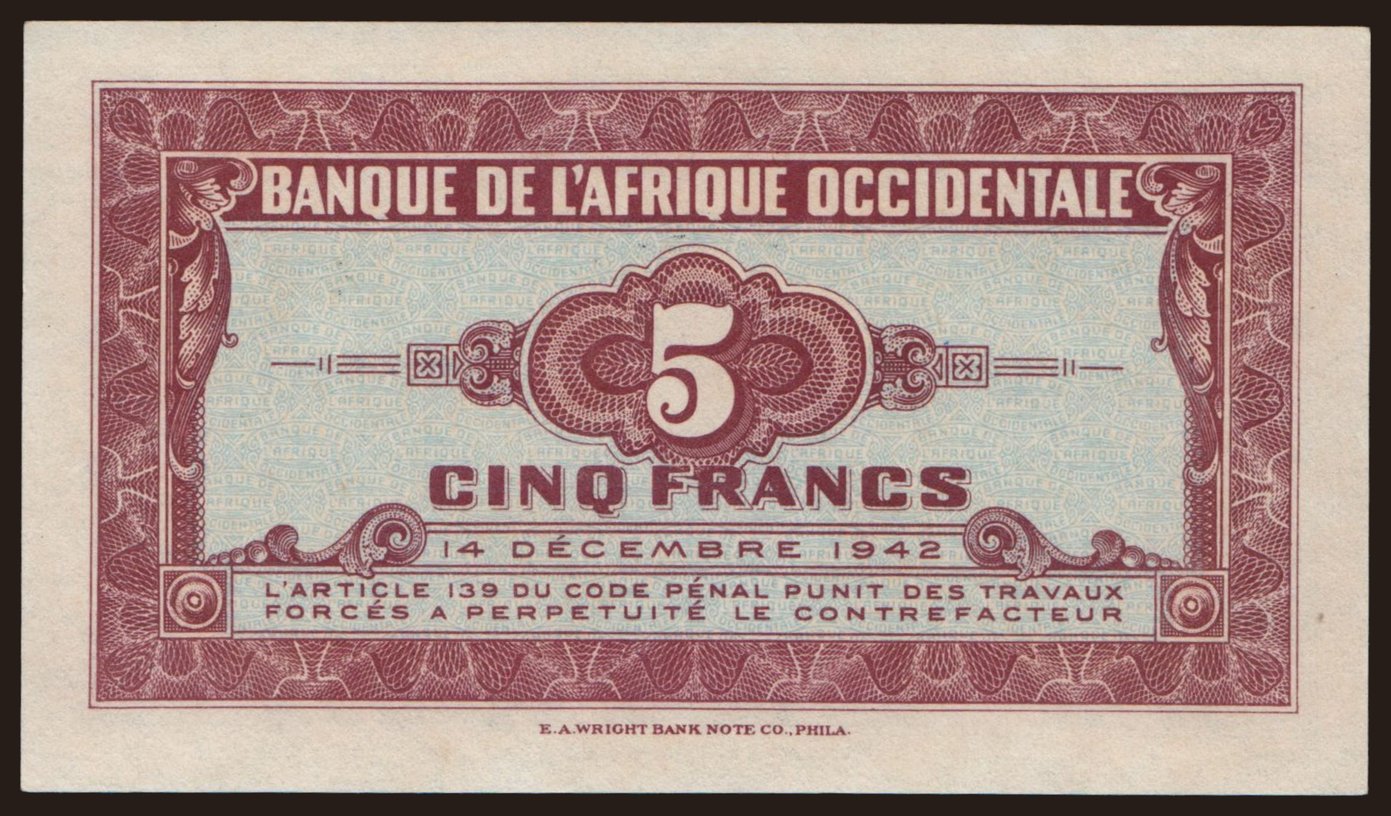 BANQUE DE L'AFRIQUE OCCIDENTALE
5
CINQ FRANCS
14 DÉCEMBRE 1942
L'ARTICLE 139 DU CODE PÉNAL PUNIT DES TRAVAUX
FORCÉS A PERPETUITÉ LE CONTREFACTEUR
E.A.WRIGHT BANK NOTE CO., PHILA.